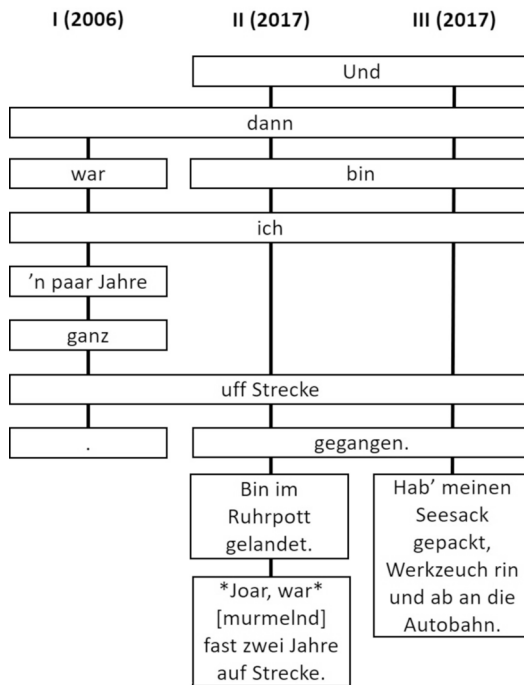 I (2006) II (2017) III (2017)
Und
dann
war bin
ich
’n paar Jahre
ganz
uff Strecke
. gegangen.
Bin im
Ruhrpott
gelandet.
*Joar, war*
[murmelnd]
fast zwei Jahre
auf Strecke.
Hab’ meinen
Seesack
gepackt,
Werkzeuch rin
und ab an die
Autobahn.